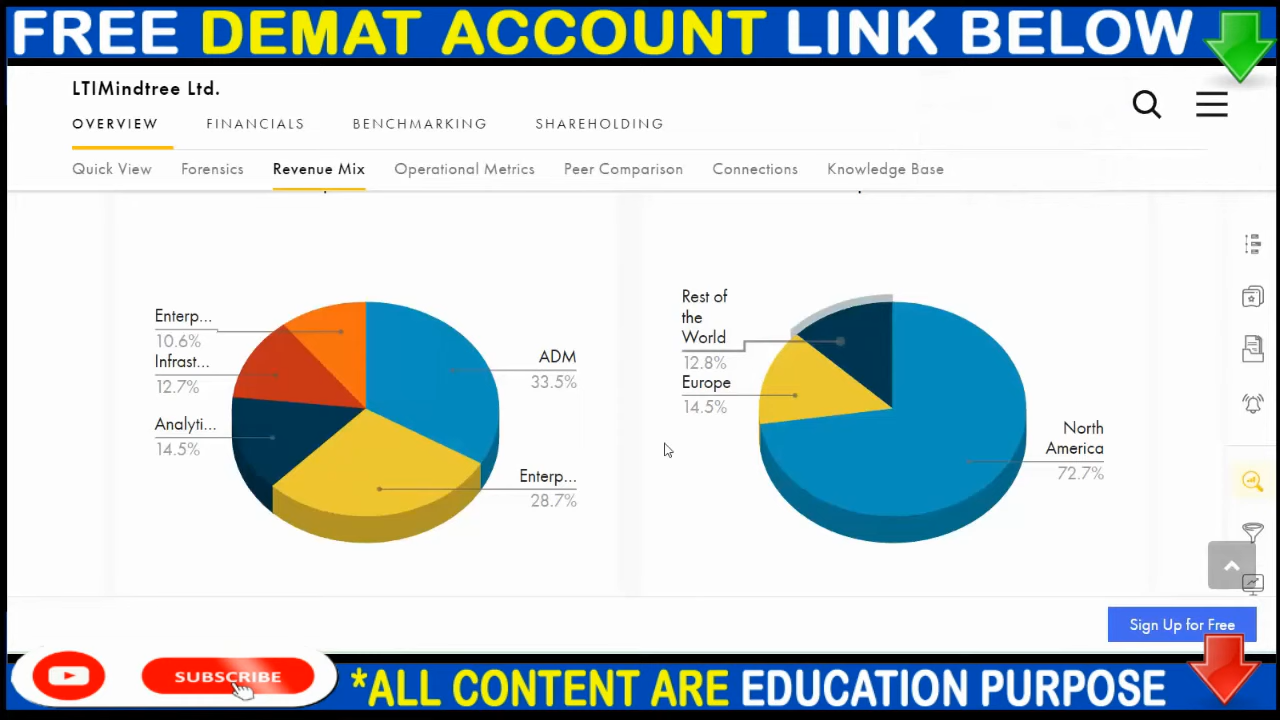 FREE DEMAT ACCOUNT LINK BELOW
LTIMindtree Ltd.
OVERVIEW FINANCIALS BENCHMARKING SHAREHOLDING
Quick View Forensics Revenue Mix Operational Metrics Peer Comparison Connections Knowledge Base
Enterp...
10.6%
Infrast...
12.7%
Analyti...
14.5%
ADM
33.5%
Enterp...
28.7%
Rest of
the
World
12.8%
Europe
14.5%
North
America
72.7%
Sign Up for Free
SUBSCRIBE
*ALL CONTENT ARE EDUCATION PURPOSE